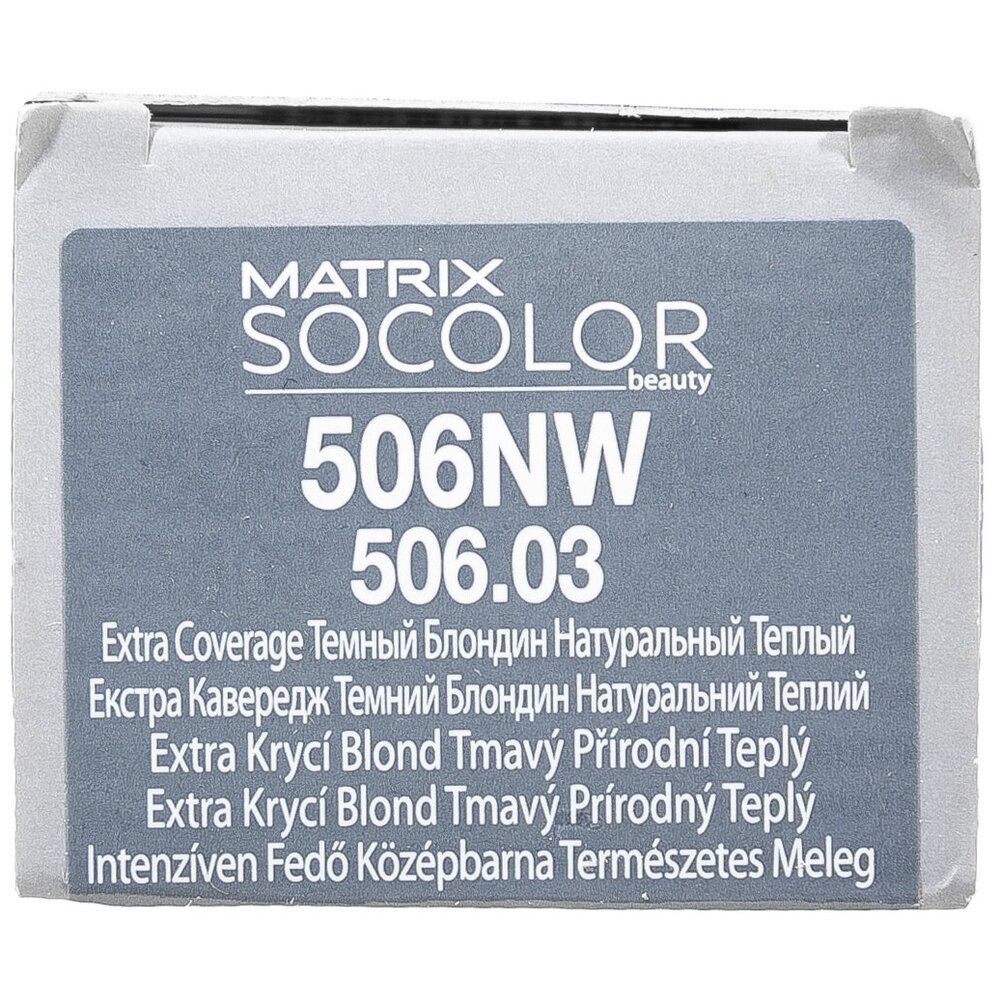 MATRIX
SOCOLOR
beauty
506NW
506.03
Extra Coverage Темный Блондин Натуральный Теплый
Екстра Кавередж Темний Блондин Натуральний Теплий
Extra Krycí Blond Tmavý Přírodní Teplý
Extra Krycí Blond Tmavý Prírodný Teplý
Intenzíven Fedő Középbarna Természetes Meleg